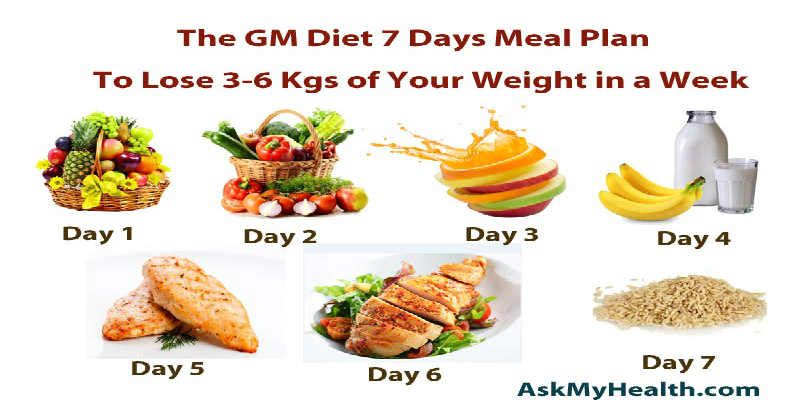 The GM Diet 7 Days Meal Plan
To Lose 3-6 Kgs of Your Weight in a Week
Day 1
Day 2
Day 3
Day 4
Day 5
Day 6
Day 7
AskMyHealth.com